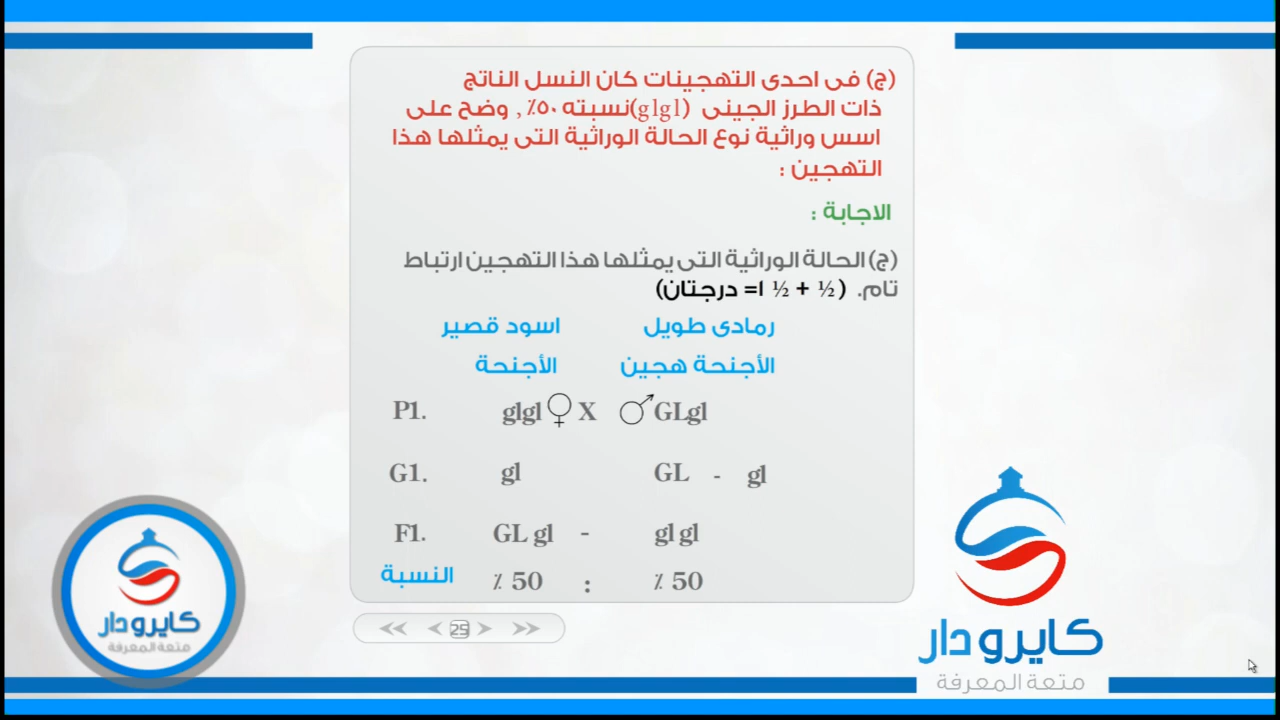 (ج) فى احدى التهجينات كان النسل الناتج
ذات الطرز الجينى (glgl)نسبته ٥٠٪ , وضح على
اسس وراثية نوع الحالة الوراثية التى يمثلها هذا
التهجين :
الاجابة :
(ج) الحالة الوراثية التى يمثلها هذا التهجين ارتباط
تام. (½ + ½ ١= درجتان)
رمادى طويل اسود قصير
الأجنحة هجين الأجنحة
P1. glgl♀ X ♂GLgl
G1. gl GL - gl
F1. GL gl - gl gl
النسبة ٪ 50 : ٪ 50
25
كايرو دار
متعة المعرفة
كايرو دار
متعة المعرفة